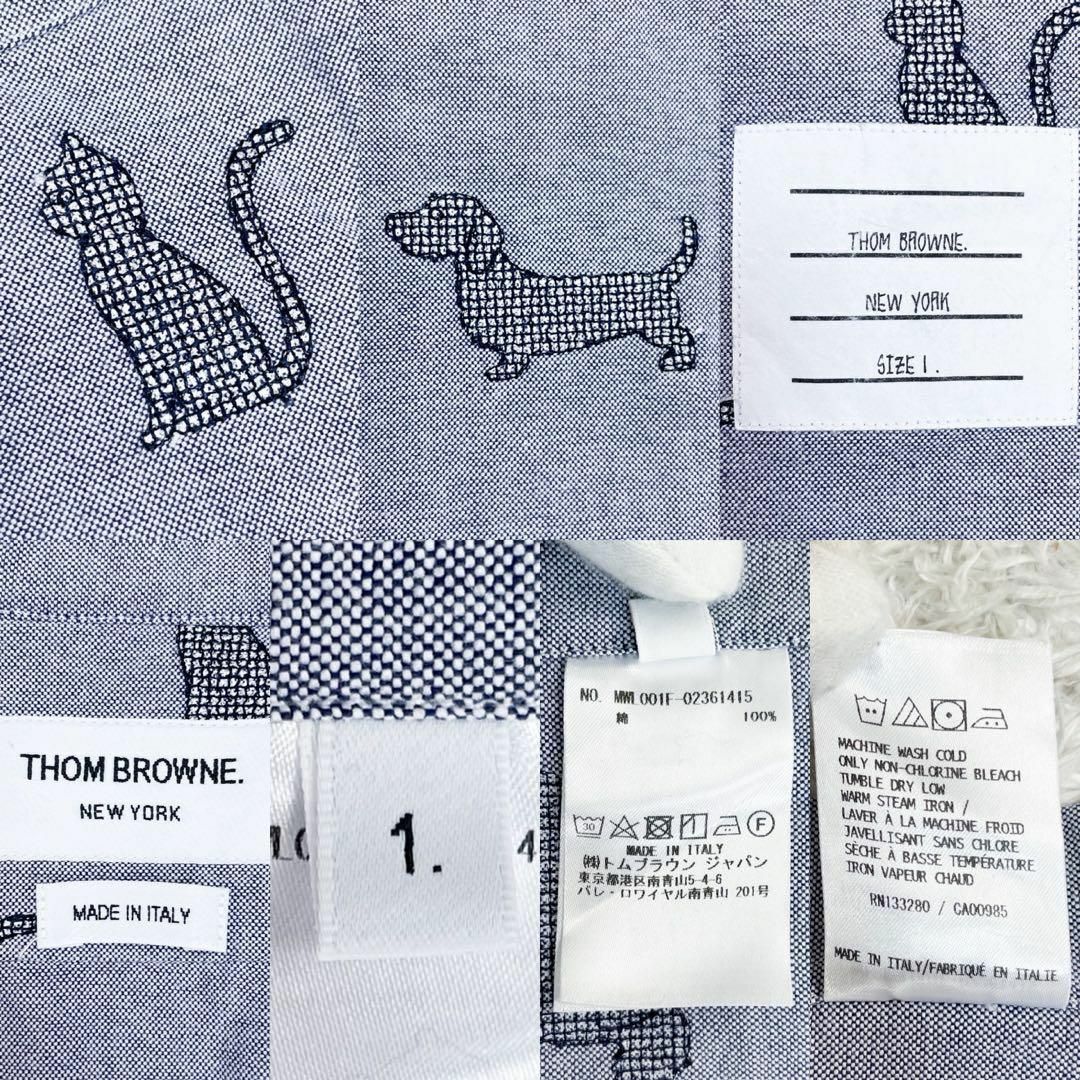 THOM BROWNE.
NEW YORK
SIZE 1.
THOM BROWNE.
NEW YORK
MADE IN ITALY
1.
4
NO. MWL001F-02361415
綿 100%
30
MADE IN ITALY
㈱トムブラウン ジャパン
東京都港区南青山5-4-6
パレ・ロワイヤル南青山 201号
MACHINE WASH COLD
ONLY NON-CHLORINE BLEACH
TUMBLE DRY LOW
WARM STEAM IRON /
LAVER À LA MACHINE FROID
JAVELLISANT SANS CHLORE
SÈCHE À BASSE TEMPÉRATURE
IRON VAPEUR CHAUD
RN133280 / CA00985
MADE IN ITALY/FABRIQUÉ EN ITALIE